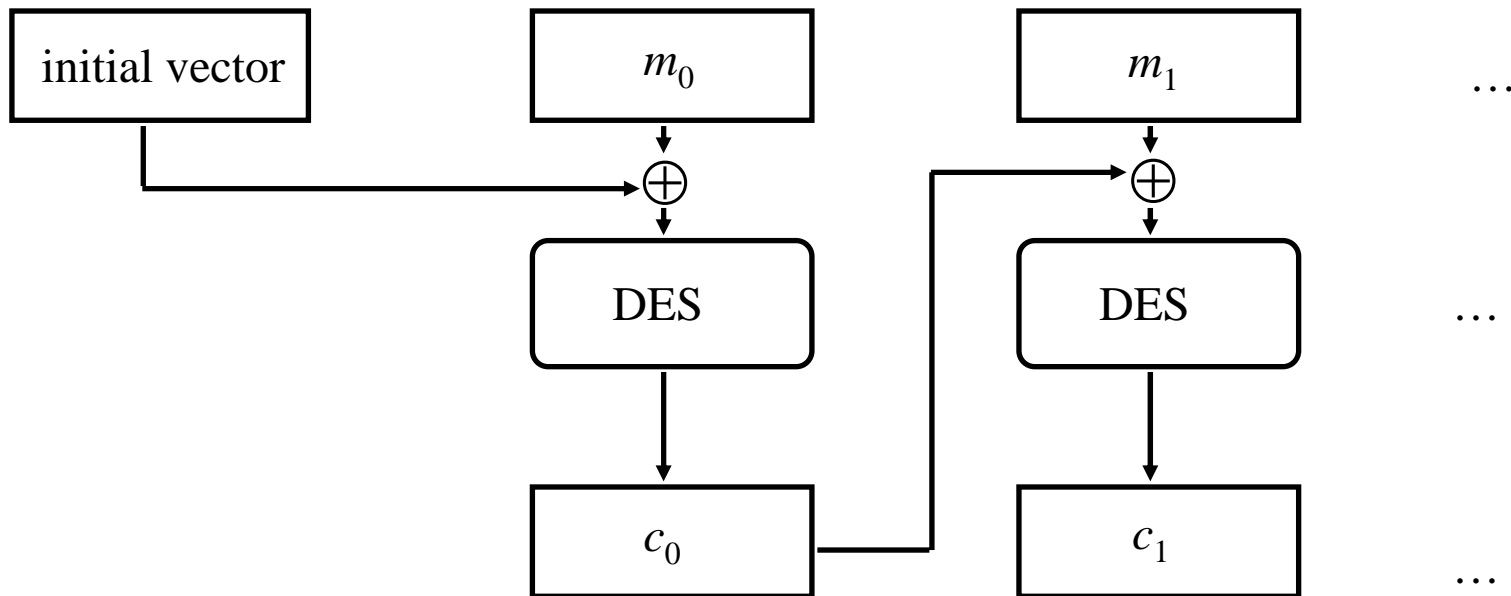 initial vector
m₀
m₁
…
DES
DES
…
c₀
c₁
…